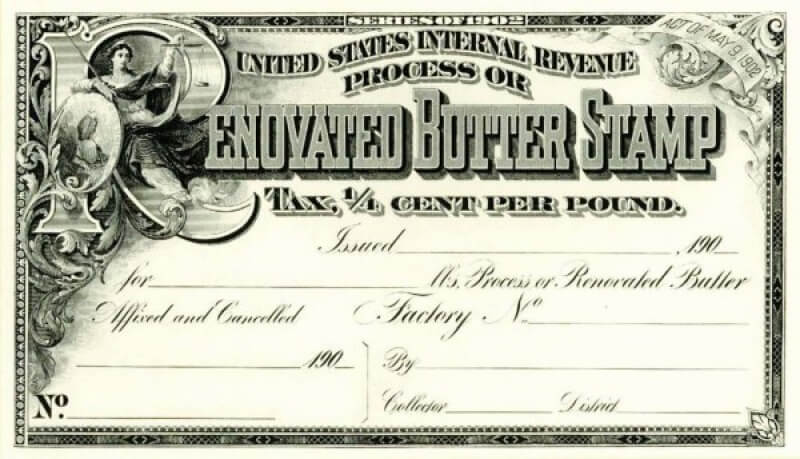 SERIES OF 1902
ACT OF MAY 9 1902
UNITED STATES INTERNAL REVENUE
PROCESS OR
RENOVATED BUTTER STAMP
TAX, 1/4 CENT PER POUND.
Issued 190
for lbs, Process or Renovated Butter
Affixed and Cancelled Factory No
190 By
No. Collector District